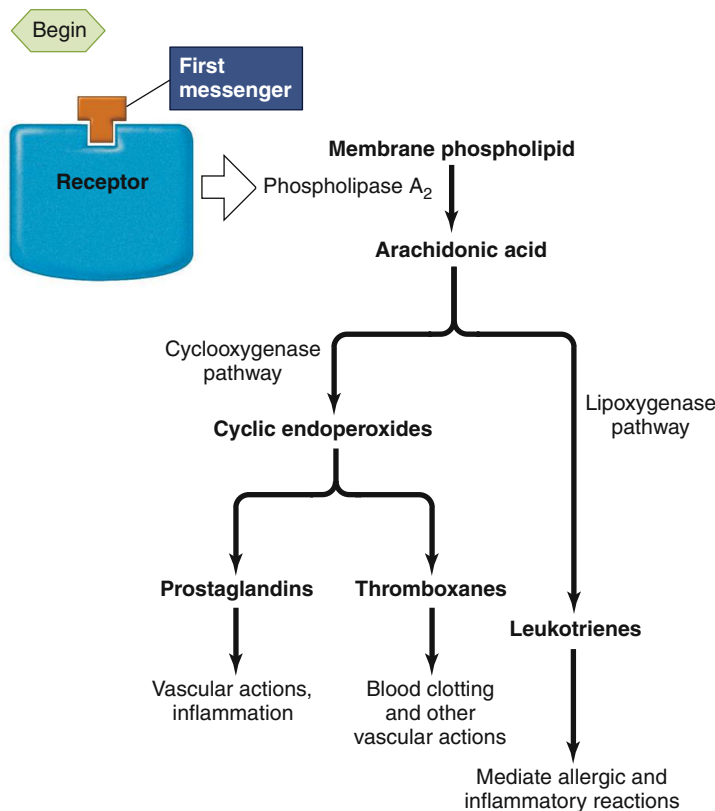 Begin
First
messenger
Receptor
Membrane phospholipid
Phospholipase A2
Arachidonic acid
Cyclooxygenase
pathway
Lipoxygenase
pathway
Cyclic endoperoxides
Prostaglandins
Thromboxanes
Leukotrienes
Vascular actions,
inflammation
Blood clotting
and other
vascular actions
Mediate allergic and
inflammatory reactions